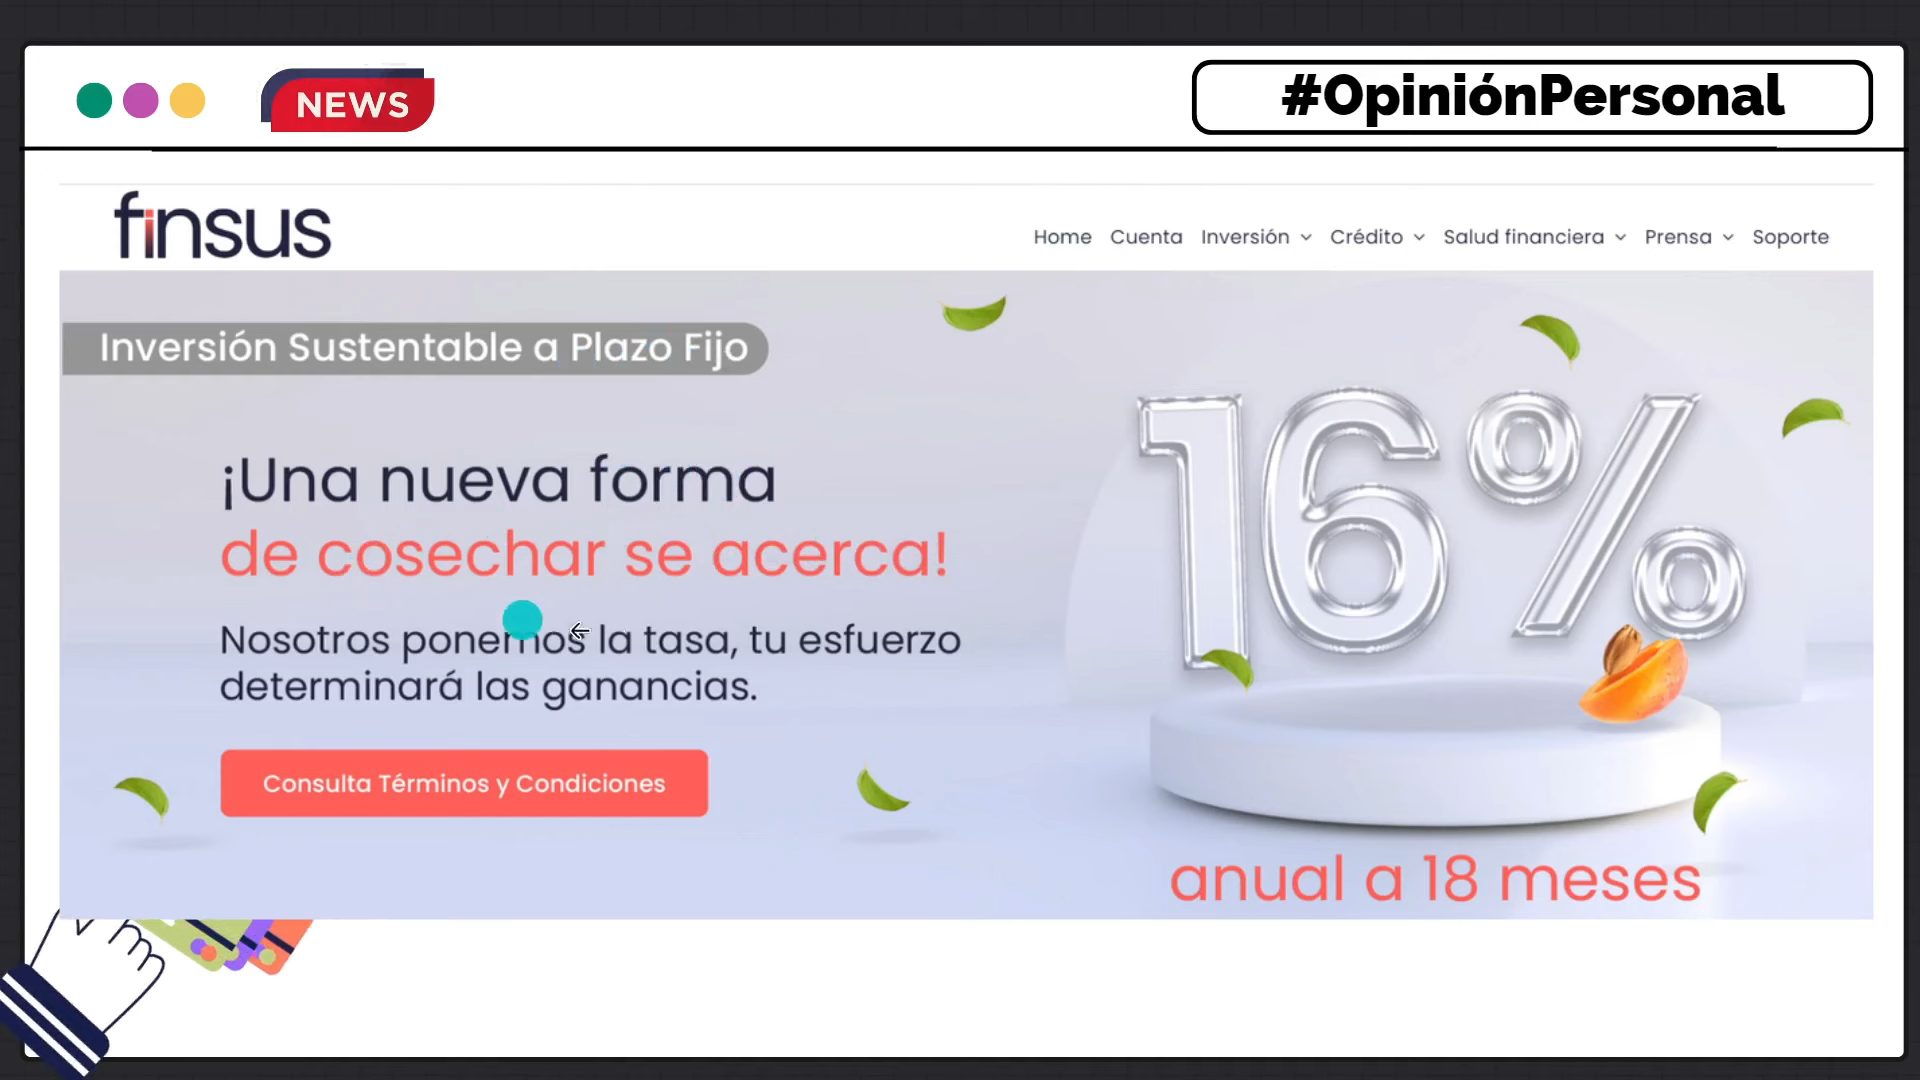 NEWS
#OpiniónPersonal
finsus
Home Cuenta Inversión Crédito Salud financiera Prensa Soporte
Inversión Sustentable a Plazo Fijo
16%
¡Una nueva forma
de cosechar se acerca!
Nosotros ponemos la tasa, tu esfuerzo
determinará las ganancias.
Consulta Términos y Condiciones
anual a 18 meses